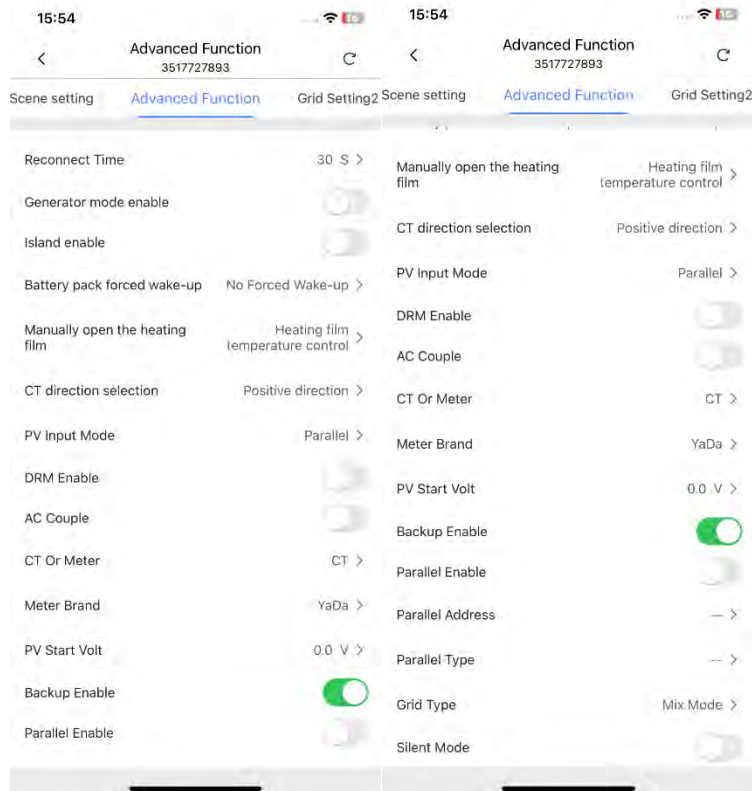 15:54
16
Advanced Function
3517727893
Scene setting Advanced Function Grid Setting2
Reconnect Time 30 S >
Generator mode enable
Island enable
Battery pack forced wake-up No Forced Wake-up >
Manually open the heating film Heating film temperature control >
CT direction selection Positive direction >
PV Input Mode Parallel >
DRM Enable
AC Couple
CT Or Meter CT >
Meter Brand YaDa >
PV Start Volt 0.0 V >
Backup Enable
Parallel Enable
15:54
16
Advanced Function
3517727893
Scene setting Advanced Function Grid Setting2
Manually open the heating film Heating film temperature control >
CT direction selection Positive direction >
PV Input Mode Parallel >
DRM Enable
AC Couple
CT Or Meter CT >
Meter Brand YaDa >
PV Start Volt 0.0 V >
Backup Enable
Parallel Enable
Parallel Address -- >
Parallel Type -- >
Grid Type Mix Mode >
Silent Mode